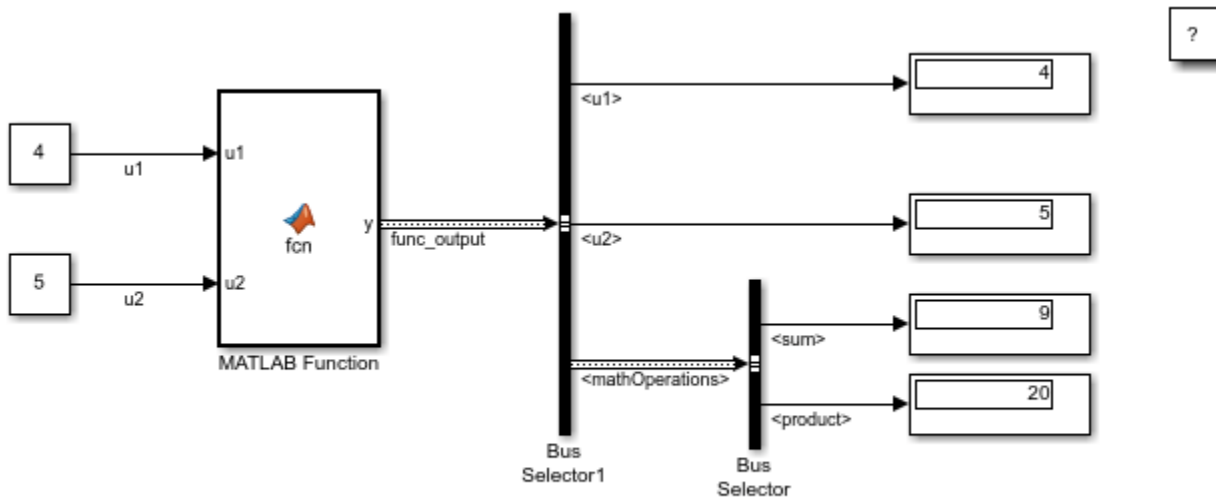 ?
4
<u1>
4
u1
u1
fcn
y
func_output
5
<u2>
5
u2
u2
MATLAB Function
9
<sum>
<mathOperations>
20
<product>
Bus
Selector1
Bus
Selector